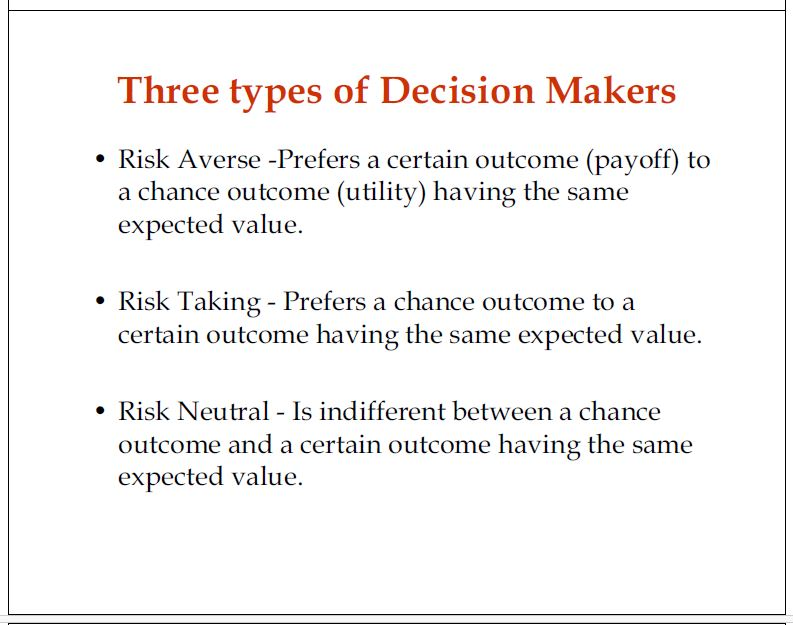 Three types of Decision Makers
• Risk Averse -Prefers a certain outcome (payoff) to
a chance outcome (utility) having the same
expected value.
• Risk Taking - Prefers a chance outcome to a
certain outcome having the same expected value.
• Risk Neutral - Is indifferent between a chance
outcome and a certain outcome having the same
expected value.